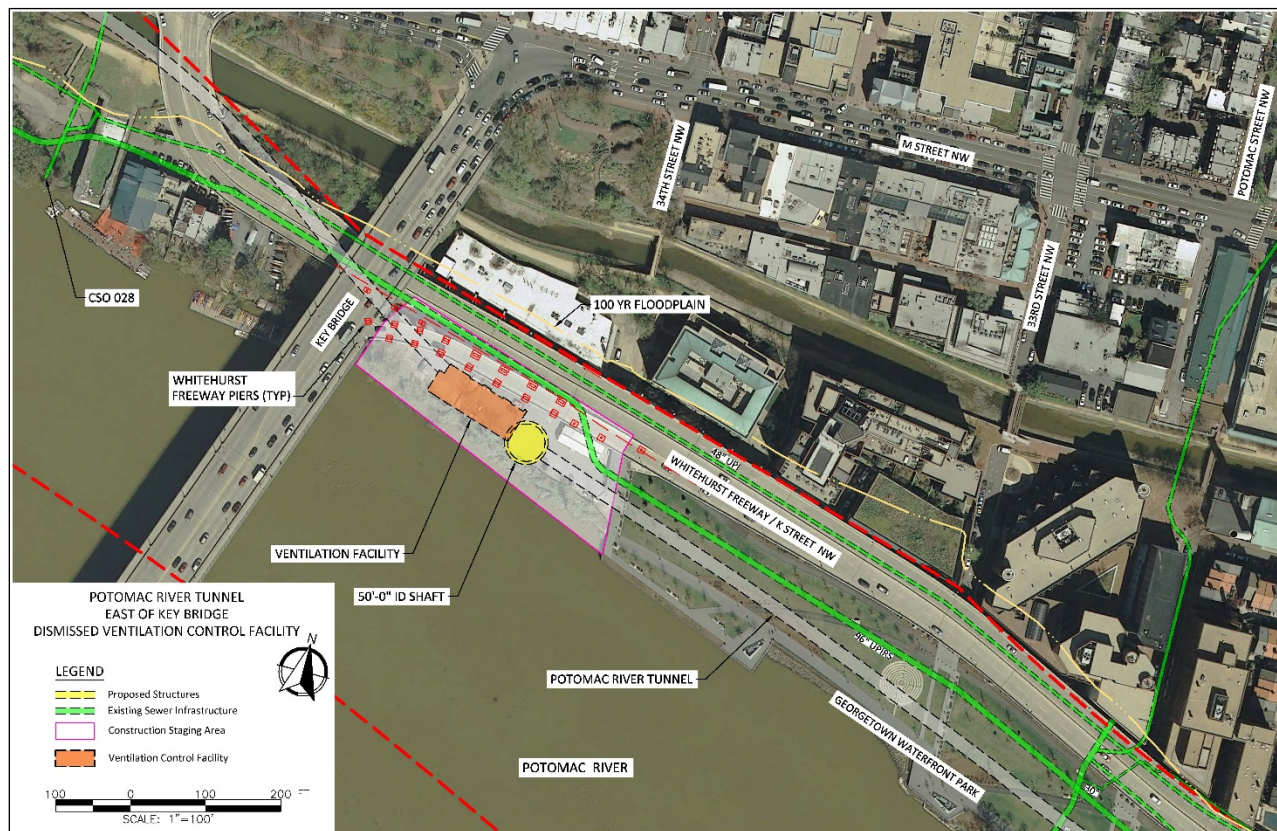 34TH STREET NW
M STREET NW
POTOMAC STREET NW
33RD STREET NW
CSO 028
100 YR FLOODPLAIN
KEY BRIDGE
WHITEHURST
FREEWAY PIERS (TYP)
48" UPI
WHITEHURST FREEWAY / K STREET NW
VENTILATION FACILITY
50'-0" ID SHAFT
96" UPIRS
POTOMAC RIVER TUNNEL
GEORGETOWN WATERFRONT PARK
30"
POTOMAC RIVER
POTOMAC RIVER TUNNEL
EAST OF KEY BRIDGE
DISMISSED VENTILATION CONTROL FACILITY
N
LEGEND
Proposed Structures
Existing Sewer Infrastructure
Construction Staging Area
Ventilation Control Facility
100 0 100 200
SCALE: 1"=100'